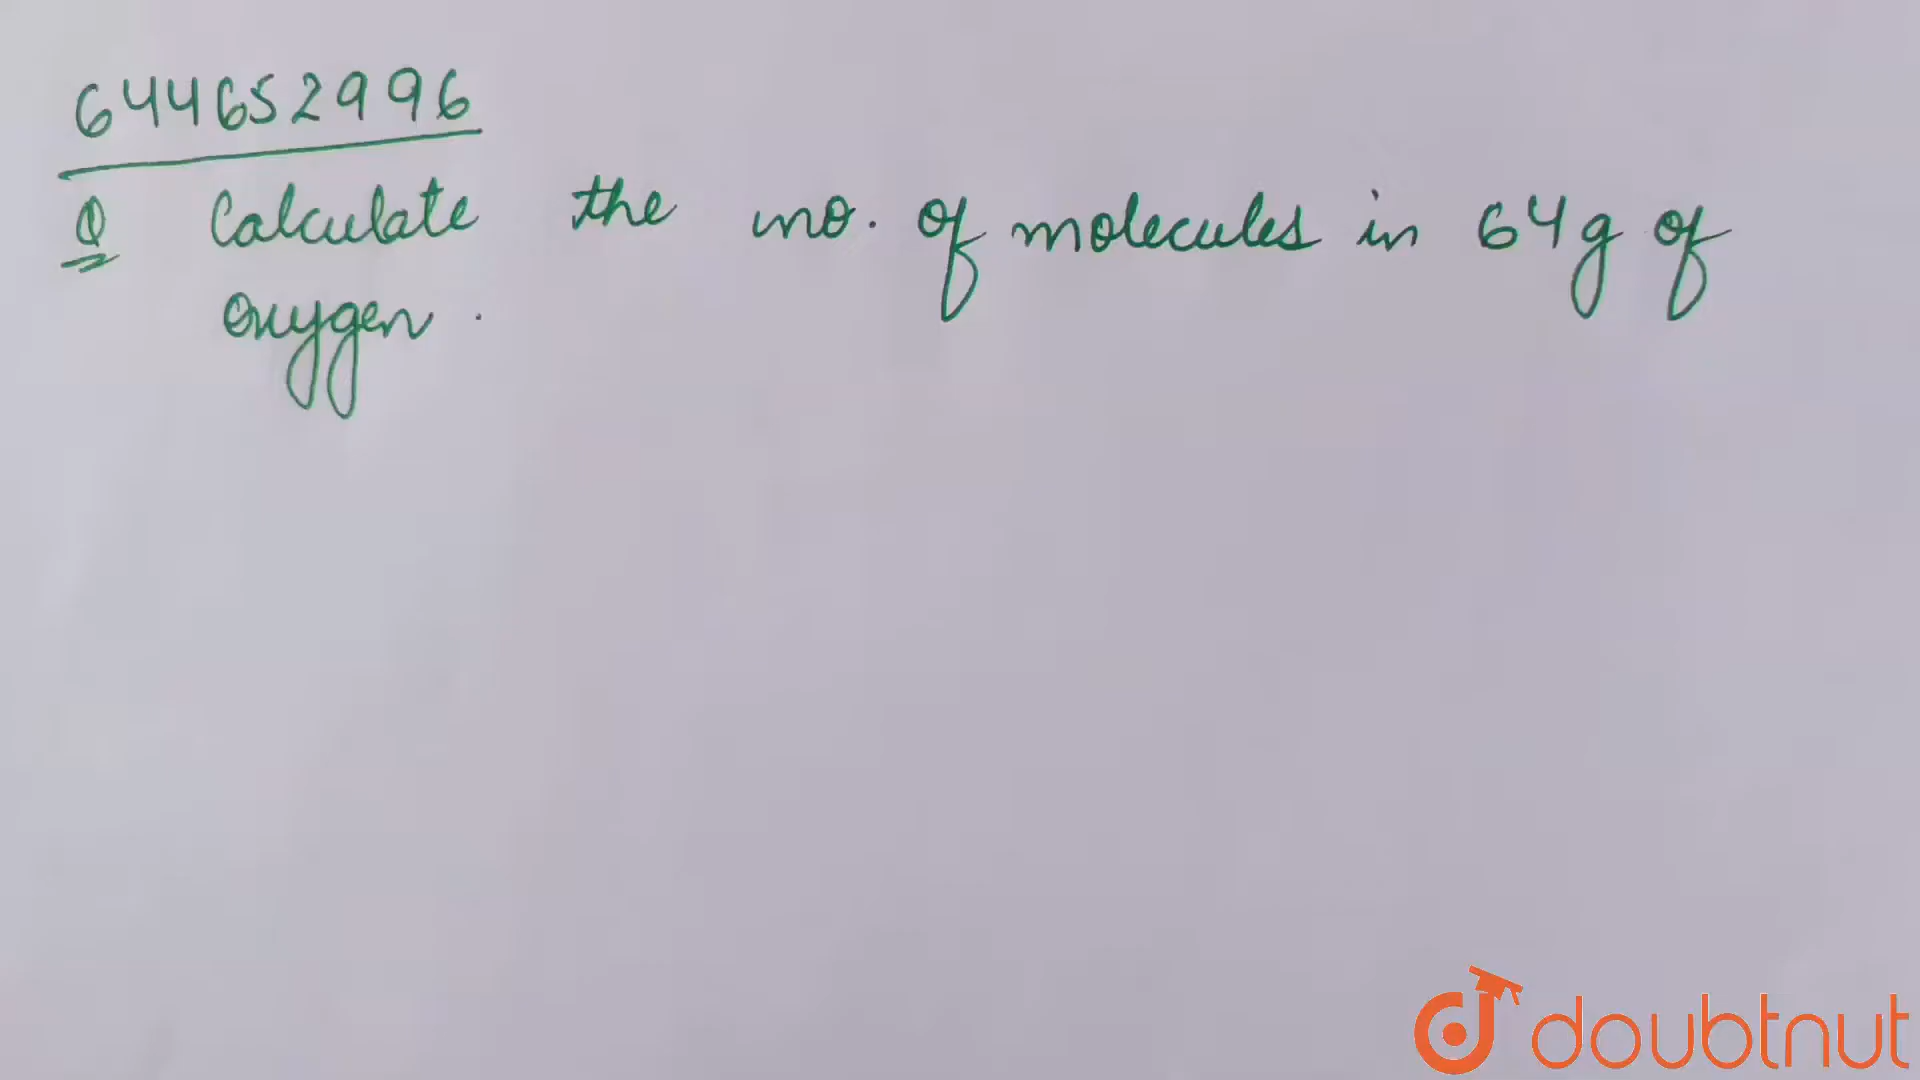 644652996
Q Calculate the no. of molecules in 64g of
oxygen.
doubtnut